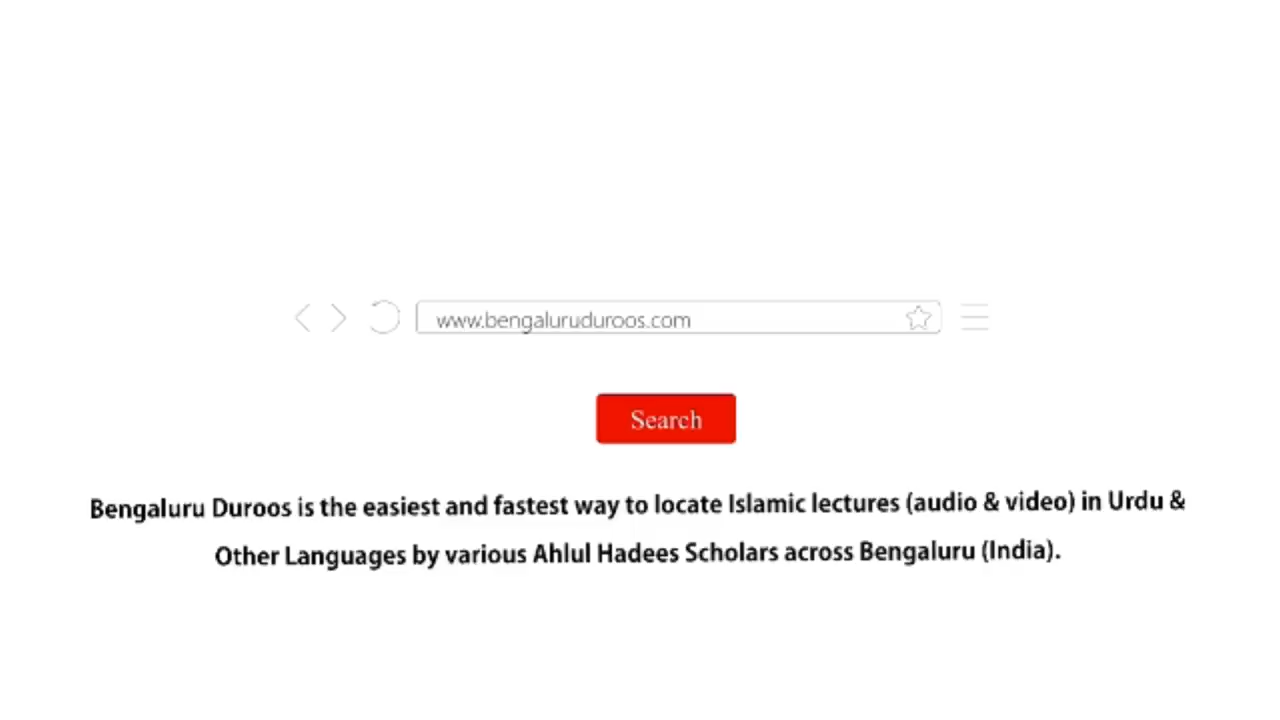 www.bengaluruduroos.com
Search
Bengaluru Duroos is the easiest and fastest way to locate Islamic lectures (audio & video) in Urdu &
Other Languages by various Ahlul Hadees Scholars across Bengaluru (India).